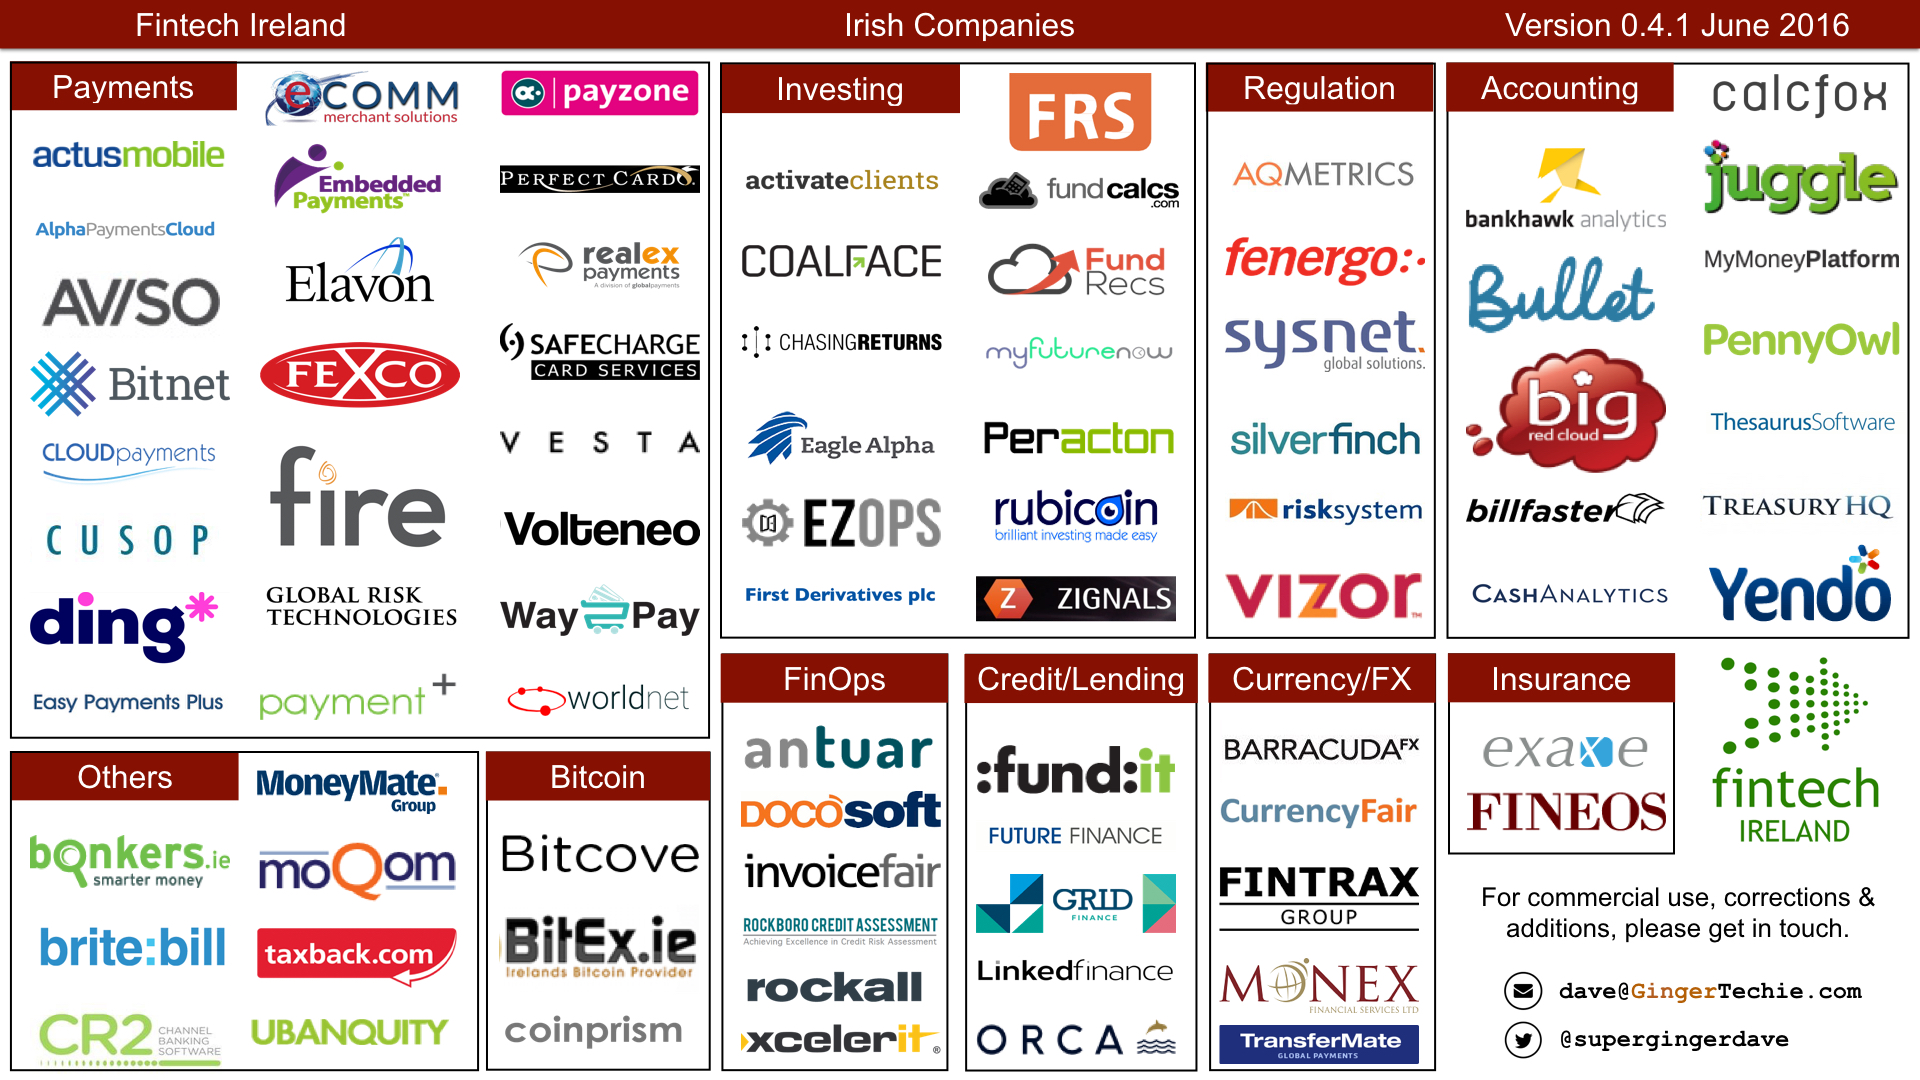 Fintech Ireland
Irish Companies
Version 0.4.1 June 2016
Payments
actusmobile
AlphaPaymentsCloud
AVISO
Bitnet
CLOUDpayments
CUSOP
ding*
Easy Payments Plus
eCOMM
merchant solutions
Embedded
Payments™
Elavon
FEXCO
fire
GLOBAL RISK
TECHNOLOGIES
payment+
payzone
PERFECT CARD
realex
payments
A division of globalpayments
SAFECHARGE
CARD SERVICES
VESTA
Volteneo
Way Pay
worldnet
Investing
activateclients
COALFACE
CHASINGRETURNS
Eagle Alpha
EZOPS
First Derivatives plc
FRS
fundcalcs
.com
Fund
Recs
myfuturenow
Peracton
rubicoin
brilliant investing made easy
Z ZIGNALS
Regulation
AQMETRICS
fenergo:·
sysnet.
global solutions.
silverfinch
risksystem
VIZOR™
Accounting
bankhawk analytics
Bullet
big
red cloud
billfaster
CASHANALYTICS
calcfox
juggle
MyMoneyPlatform
PennyOwl
ThesaurusSoftware
TREASURY HQ
Yendo
Others
bonkers.ie
smarter money
brite:bill
CR2 CHANNEL
BANKING
SOFTWARE
MoneyMate.
Group
moQom
taxback.com
UBANQUITY
Bitcoin
Bitcove
BitEx.ie
Irelands Bitcoin Provider
coinprism
FinOps
antuar
DOCOsoft
invoicefair
ROCKBORO CREDIT ASSESSMENT
Achieving Excellence in Credit Risk Assessment
rockall
xcelerit®
Credit/Lending
:fund:it
FUTURE FINANCE
GRID
FINANCE
Linkedfinance
ORCA
Currency/FX
BARRACUDAFX
CurrencyFair
FINTRAX
GROUP
MONEX
FINANCIAL SERVICES LTD
TransferMate
GLOBAL PAYMENTS
Insurance
exaxe
FINEOS
fintech
IRELAND
For commercial use, corrections &
additions, please get in touch.
dave@GingerTechie.com
@supergingerdave